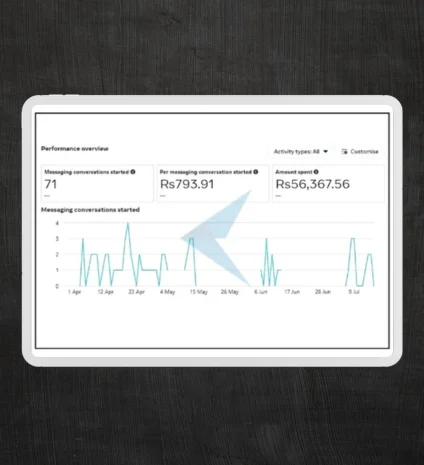 Performance overview
Activity types: All ▼ Customise
Messaging conversations started
71
—
Per messaging conversation started
Rs793.91
—
Amount spent
Rs56,367.56
—
Messaging conversations started
4
3
2
1
0
1 Apr 12 Apr 23 Apr 4 May 15 May 26 May 6 Jun 17 Jun 28 Jun 9 Jul